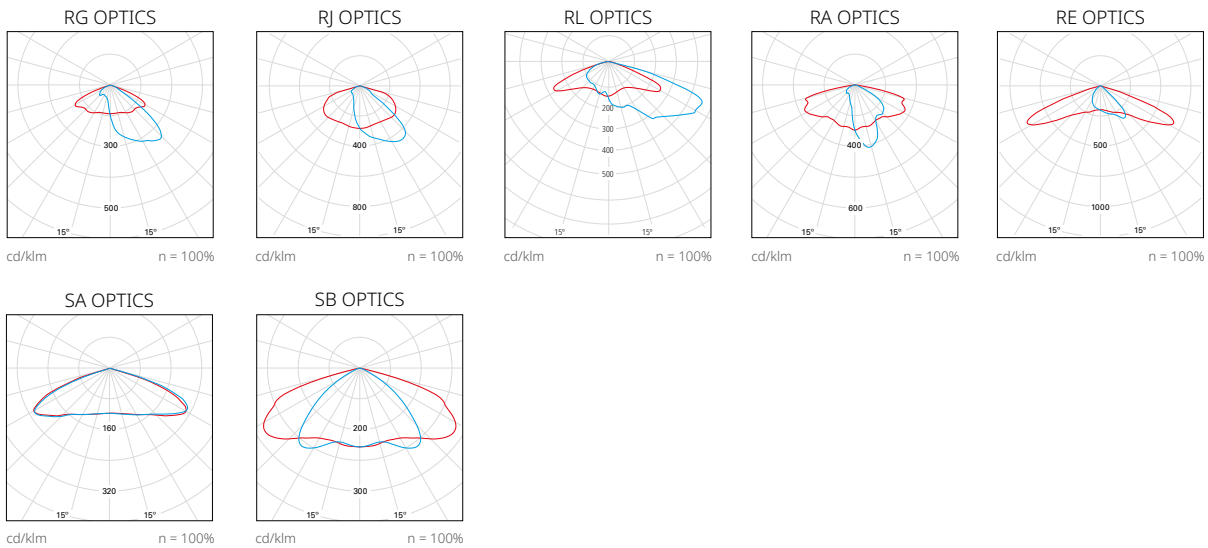 RG OPTICS
RJ OPTICS
RL OPTICS
RA OPTICS
RE OPTICS
300
500
15° 15°
400
800
15° 15°
200
300
400
500
15° 15°
400
600
15° 15°
500
1000
15° 15°
cd/klm n = 100%
cd/klm n = 100%
cd/klm n = 100%
cd/klm n = 100%
cd/klm n = 100%
SA OPTICS
SB OPTICS
160
320
15° 15°
200
300
15° 15°
cd/klm n = 100%
cd/klm n = 100%